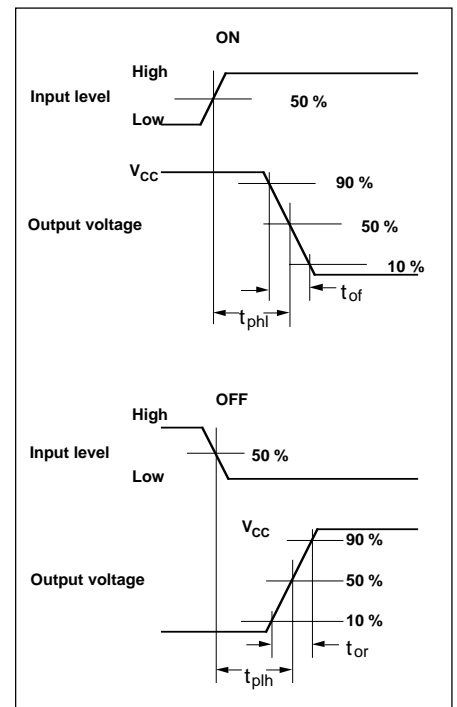 ON
High
Input level
50 %
Low
VCC
90 %
Output voltage
50 %
10 %
tof
tphl
OFF
High
Input level
50 %
Low
VCC
90 %
Output voltage
50 %
10 %
tor
tplh